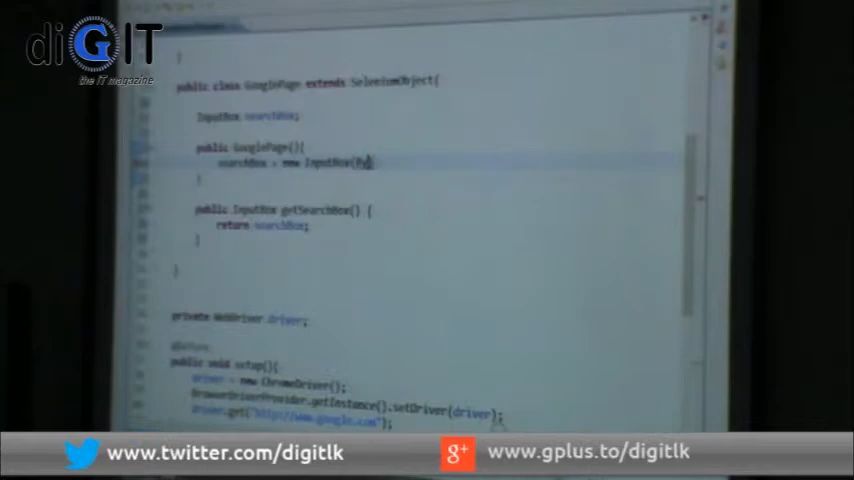 diGIT
the IT magazine
}
public class GooglePage extends SeleniumObject{
InputBox searchBox;
public GooglePage(){
searchBox = new InputBox(By)
}
public InputBox getSearchBox() {
return searchBox;
}
}
private WebDriver driver;
@Before
public void setup(){
driver = new ChromeDriver();
BrowserDriverProvider.getInstance().setDriver(driver);
driver.get("http://www.google.com");
www.twitter.com/digitlk
g+ www.gplus.to/digitlk